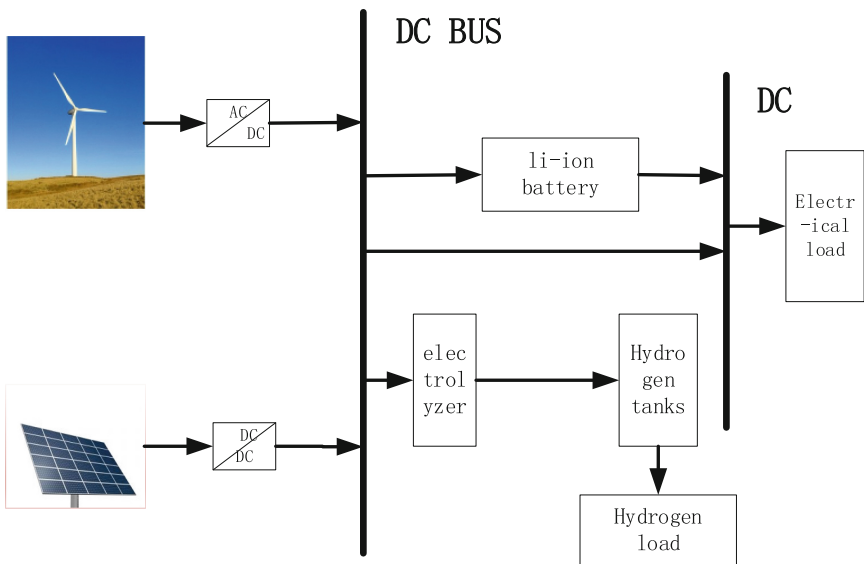 DC BUS
DC
AC
DC
li-ion
battery
Electr
-ical
load
elec
trol
yzer
Hydro
gen
tanks
DC
DC
Hydrogen
load